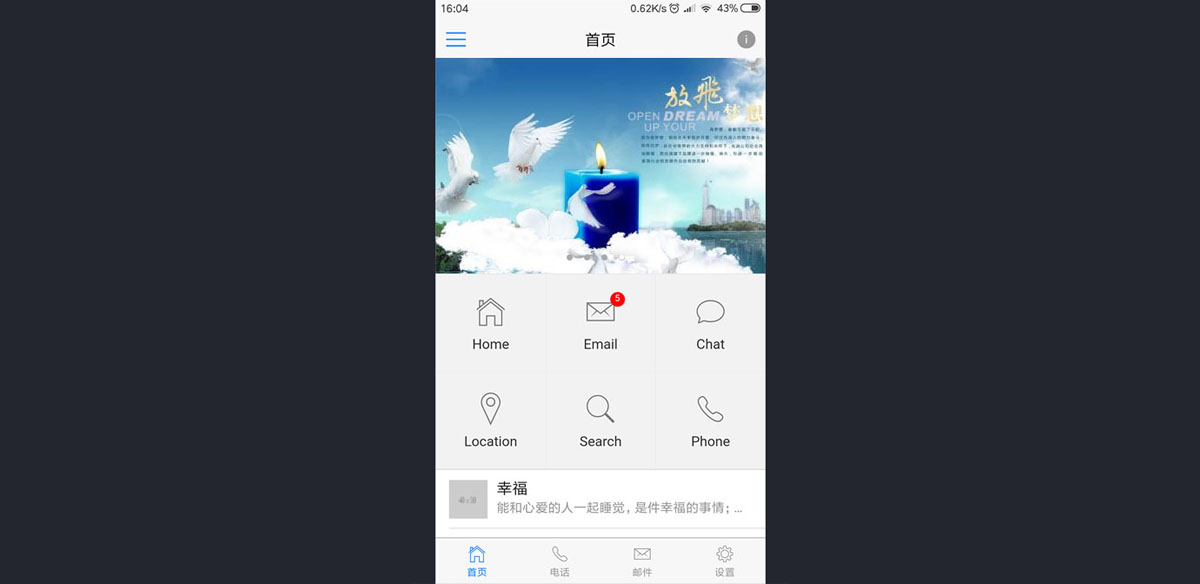 16:04
0.62K/s
43%
首页
放飛
梦想
OPEN DREAM
UP YOUR
5
Home
Email
Chat
Location
Search
Phone
幸福
能和心爱的人一起睡觉，是件幸福的事情；...
首页
电话
邮件
设置